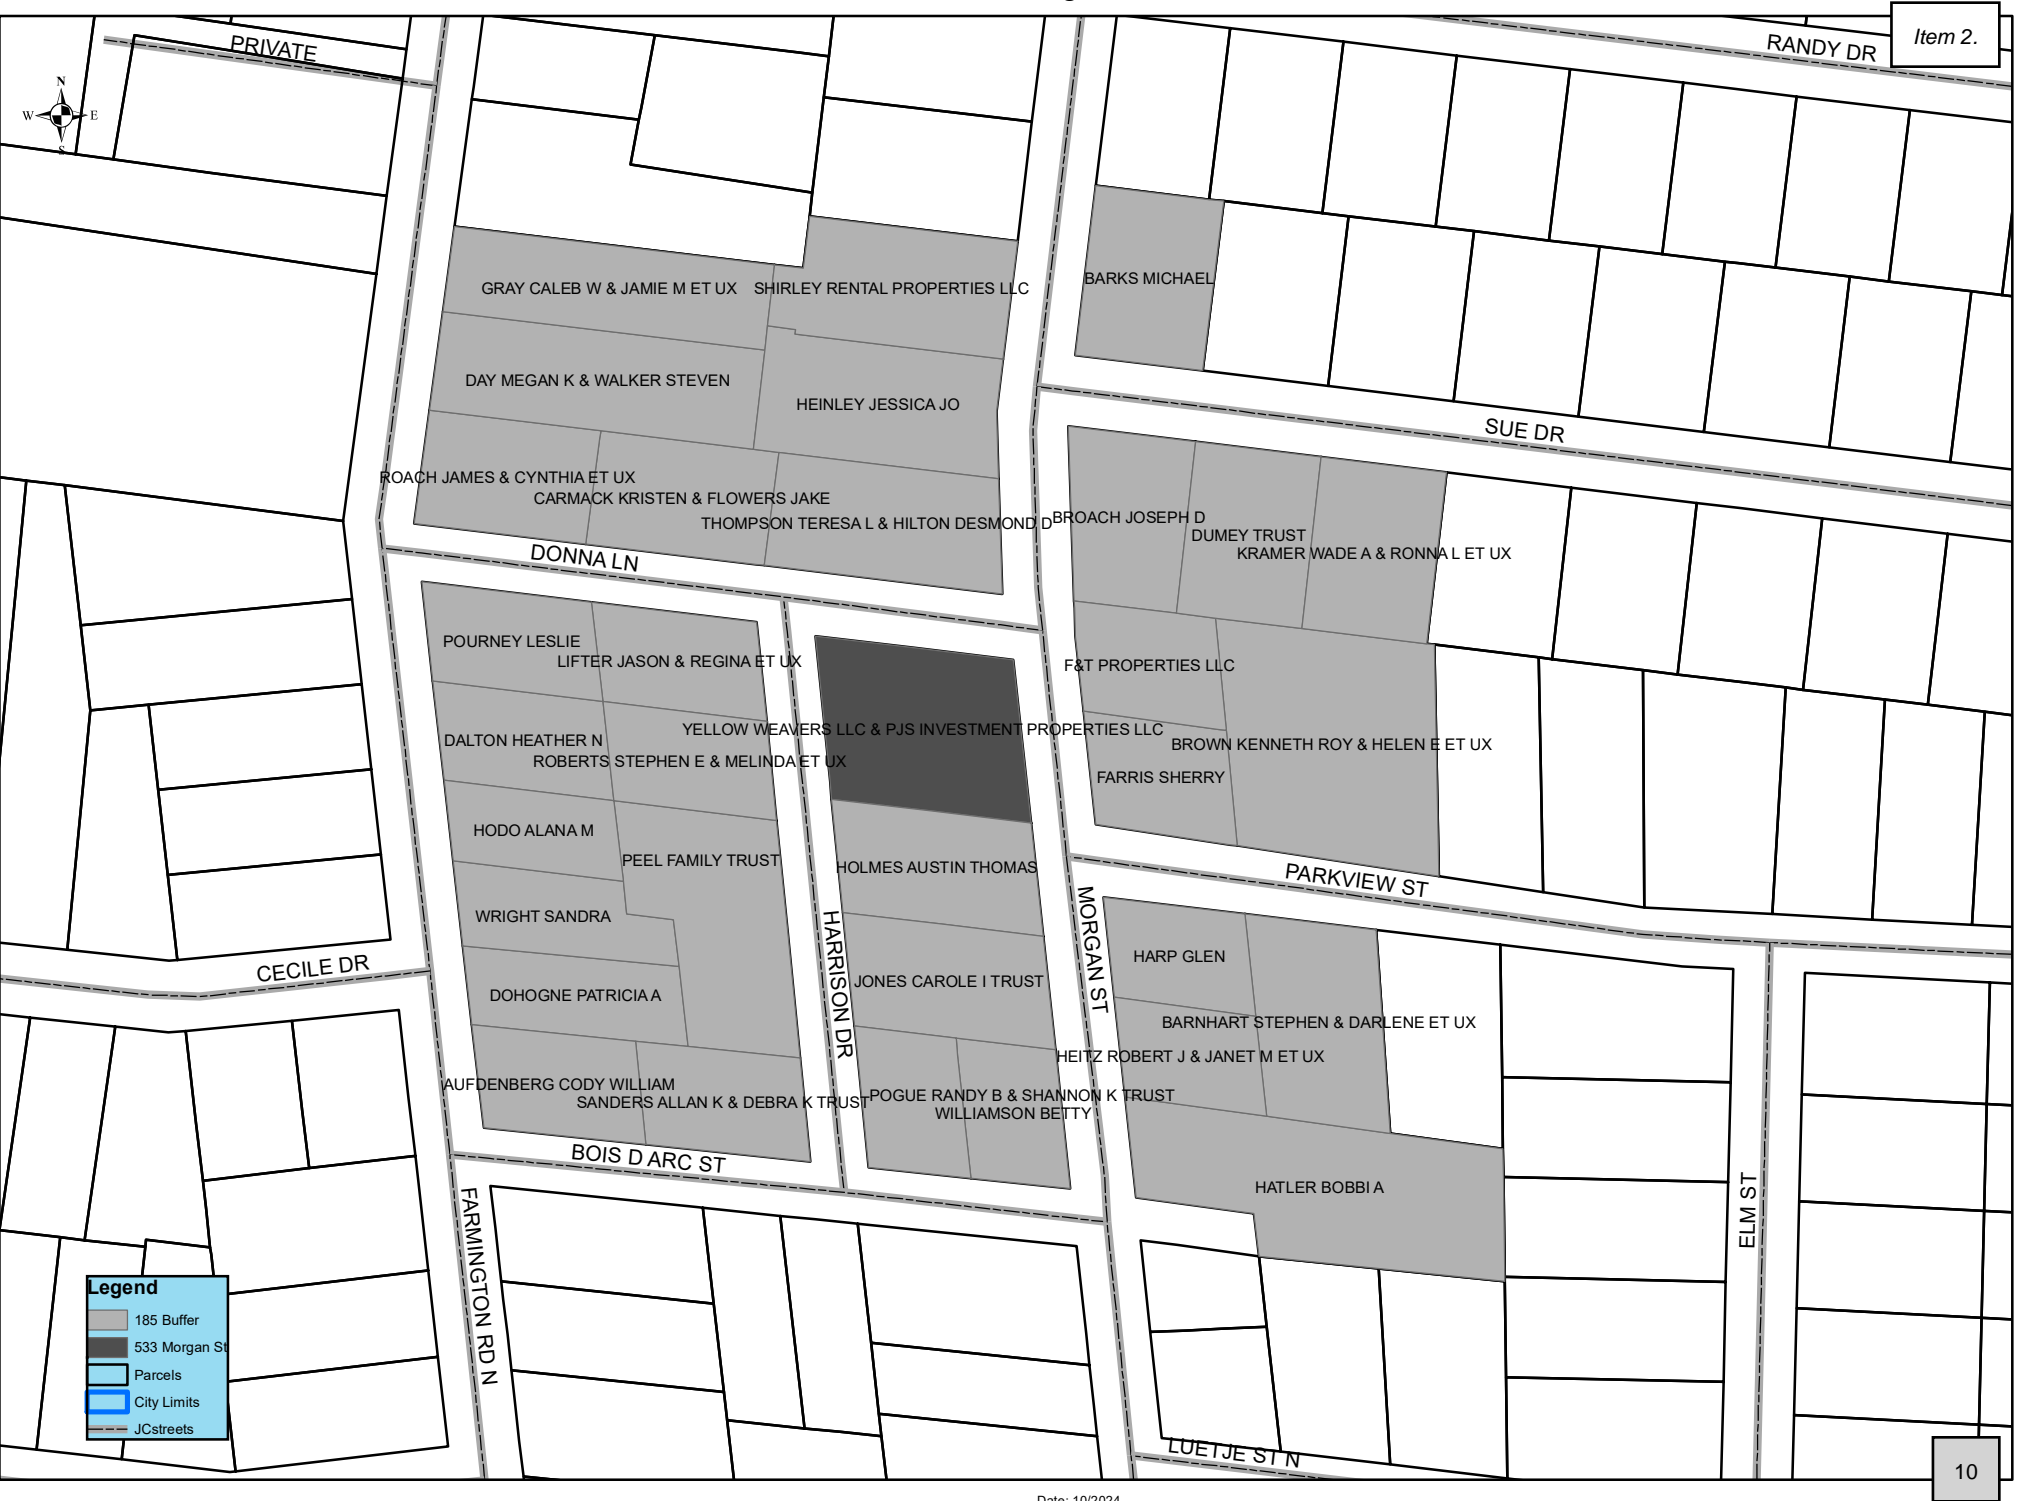 Item 2.
RANDY DR
PRIVATE
N
W E
S
BARKS MICHAEL
GRAY CALEB W & JAMIE M ET UX
SHIRLEY RENTAL PROPERTIES LLC
DAY MEGAN K & WALKER STEVEN
HEINLEY JESSICA JO
SUE DR
ROACH JAMES & CYNTHIA ET UX
CARMACK KRISTEN & FLOWERS JAKE
THOMPSON TERESA L & HILTON DESMOND D
BROACH JOSEPH D
DUMEY TRUST
KRAMER WADE A & RONNA L ET UX
DONNA LN
POURNEY LESLIE
LIFTER JASON & REGINA ET UX
F&T PROPERTIES LLC
YELLOW WEAVERS LLC & PJS INVESTMENT PROPERTIES LLC
DALTON HEATHER N
BROWN KENNETH ROY & HELEN E ET UX
ROBERTS STEPHEN E & MELINDA ET UX
FARRIS SHERRY
HODO ALANA M
PEEL FAMILY TRUST
HOLMES AUSTIN THOMAS
PARKVIEW ST
WRIGHT SANDRA
HARRISON DR
MORGAN ST
HARP GLEN
CECILE DR
JONES CAROLE I TRUST
DOHOGNE PATRICIA A
BARNHART STEPHEN & DARLENE ET UX
HEITZ ROBERT J & JANET M ET UX
AUFDENBERG CODY WILLIAM
SANDERS ALLAN K & DEBRA K TRUST
POGUE RANDY B & SHANNON K TRUST
WILLIAMSON BETTY
BOIS D ARC ST
HATLER BOBBI A
ELM ST
FARMINGTON RD N
Legend
185 Buffer
533 Morgan St
Parcels
City Limits
JCstreets
LUETJE ST N
10
Date: 10/2024